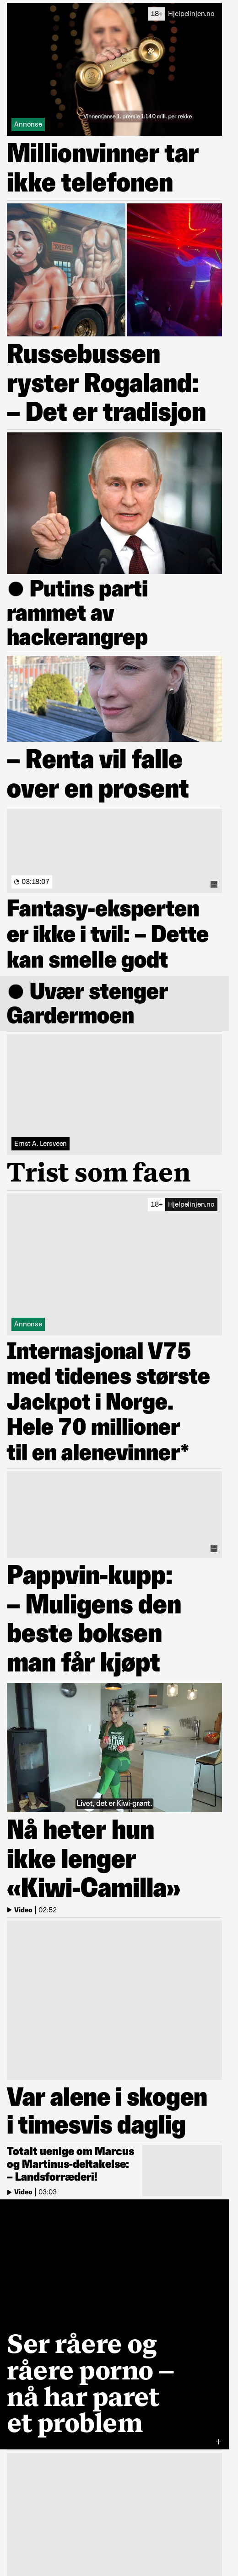 18+ Hjelpelinjen.no
Vinnersjanse 1. premie 1:140 mill. per rekke
Annonse
Millionvinner tar
ikke telefonen
Russebussen
ryster Rogaland:
– Det er tradisjon
● Putins parti
rammet av
hackerangrep
– Renta vil falle
over en prosent
03:18:07
Fantasy-eksperten
er ikke i tvil: – Dette
kan smelle godt
● Uvær stenger
Gardermoen
Ernst A. Lersveen
Trist som faen
18+ Hjelpelinjen.no
Annonse
Internasjonal V75
med tidenes største
Jackpot i Norge.
Hele 70 millioner
til en alenevinner*
Pappvin-kupp:
– Muligens den
beste boksen
man får kjøpt
Livet, det er Kiwi-grønt.
Nå heter hun
ikke lenger
«Kiwi-Camilla»
Video | 02:52
Var alene i skogen
i timesvis daglig
Totalt uenige om Marcus
og Martinus-deltakelse:
– Landsforræderi!
Video | 03:03
Ser råere og
råere porno –
nå har paret
et problem